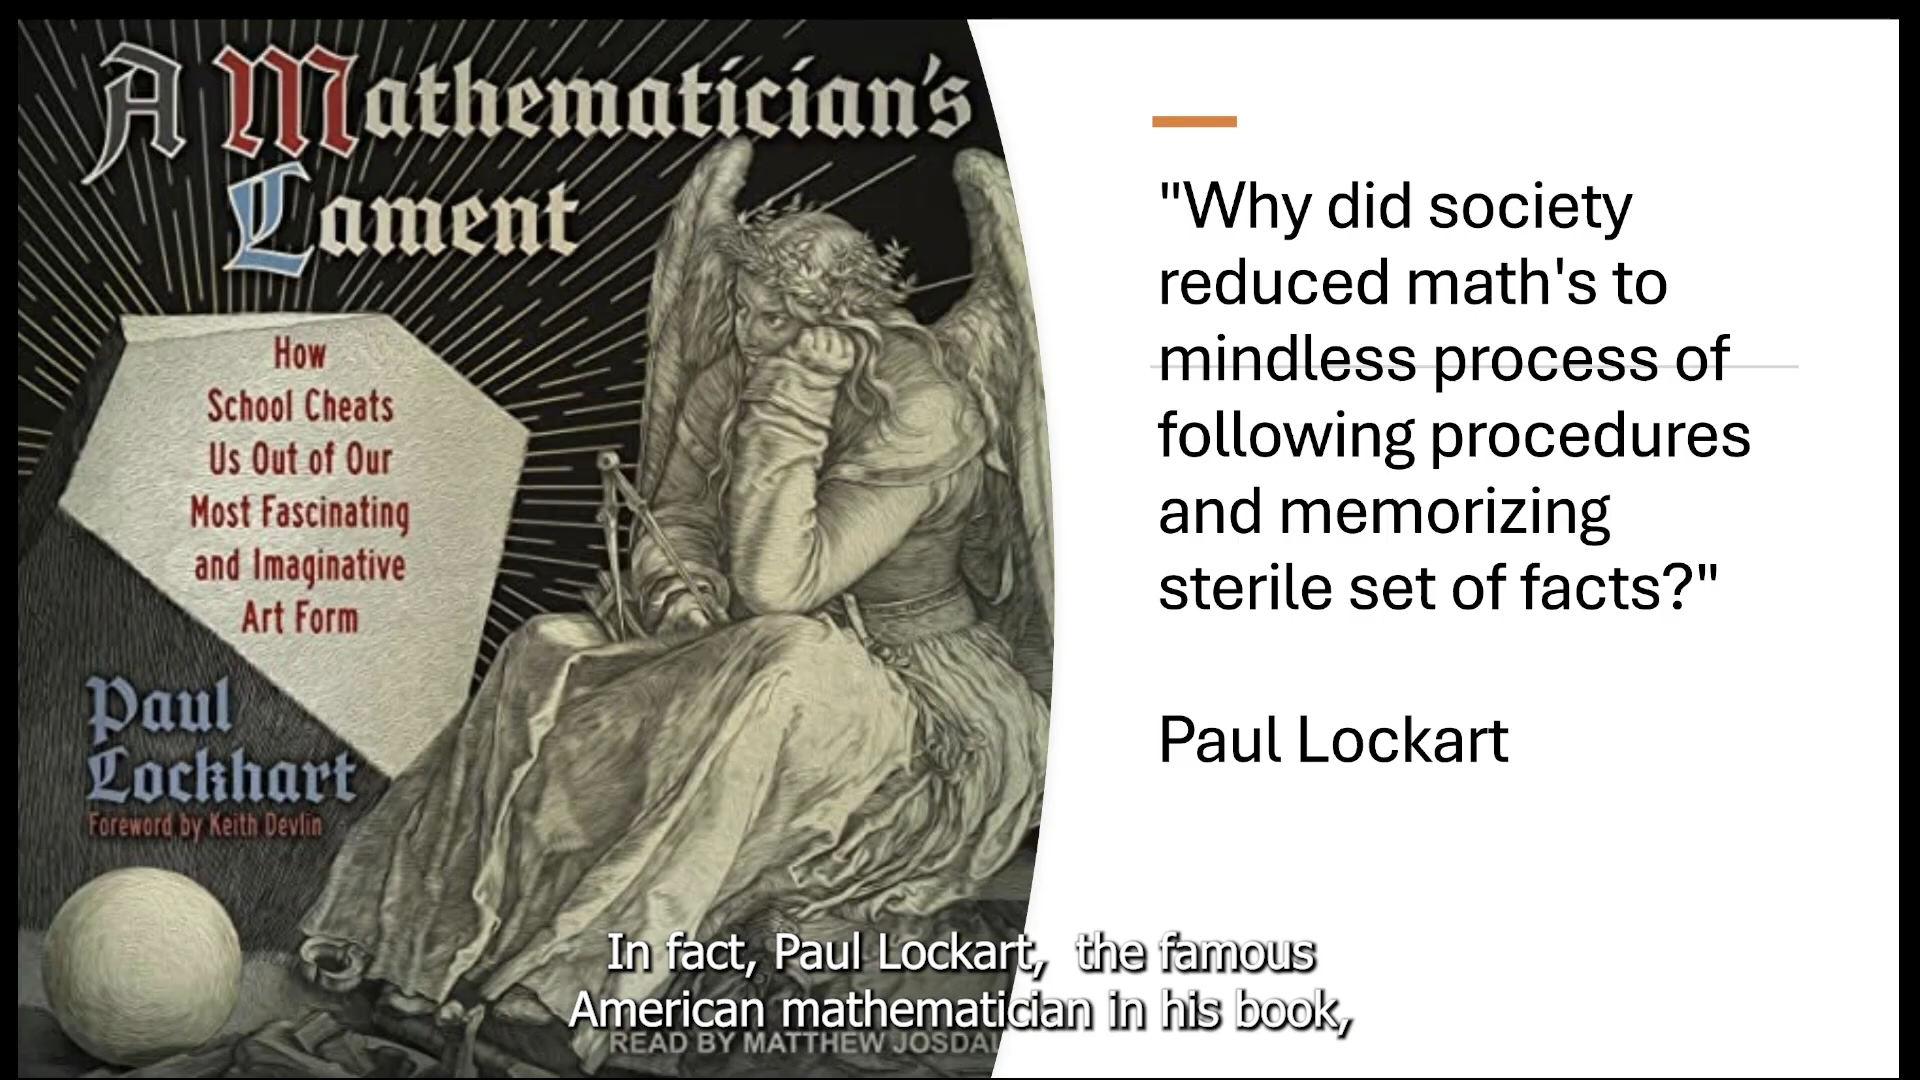 A Mathematician's
Lament
How
School Cheats
Us Out of Our
Most Fascinating
and Imaginative
Art Form
Paul
Lockhart
Foreword by Keith Devlin
READ BY MATTHEW JOSDAL
"Why did society
reduced math's to
mindless process of
following procedures
and memorizing
sterile set of facts?"
Paul Lockart
In fact, Paul Lockart, the famous
American mathematician in his book,